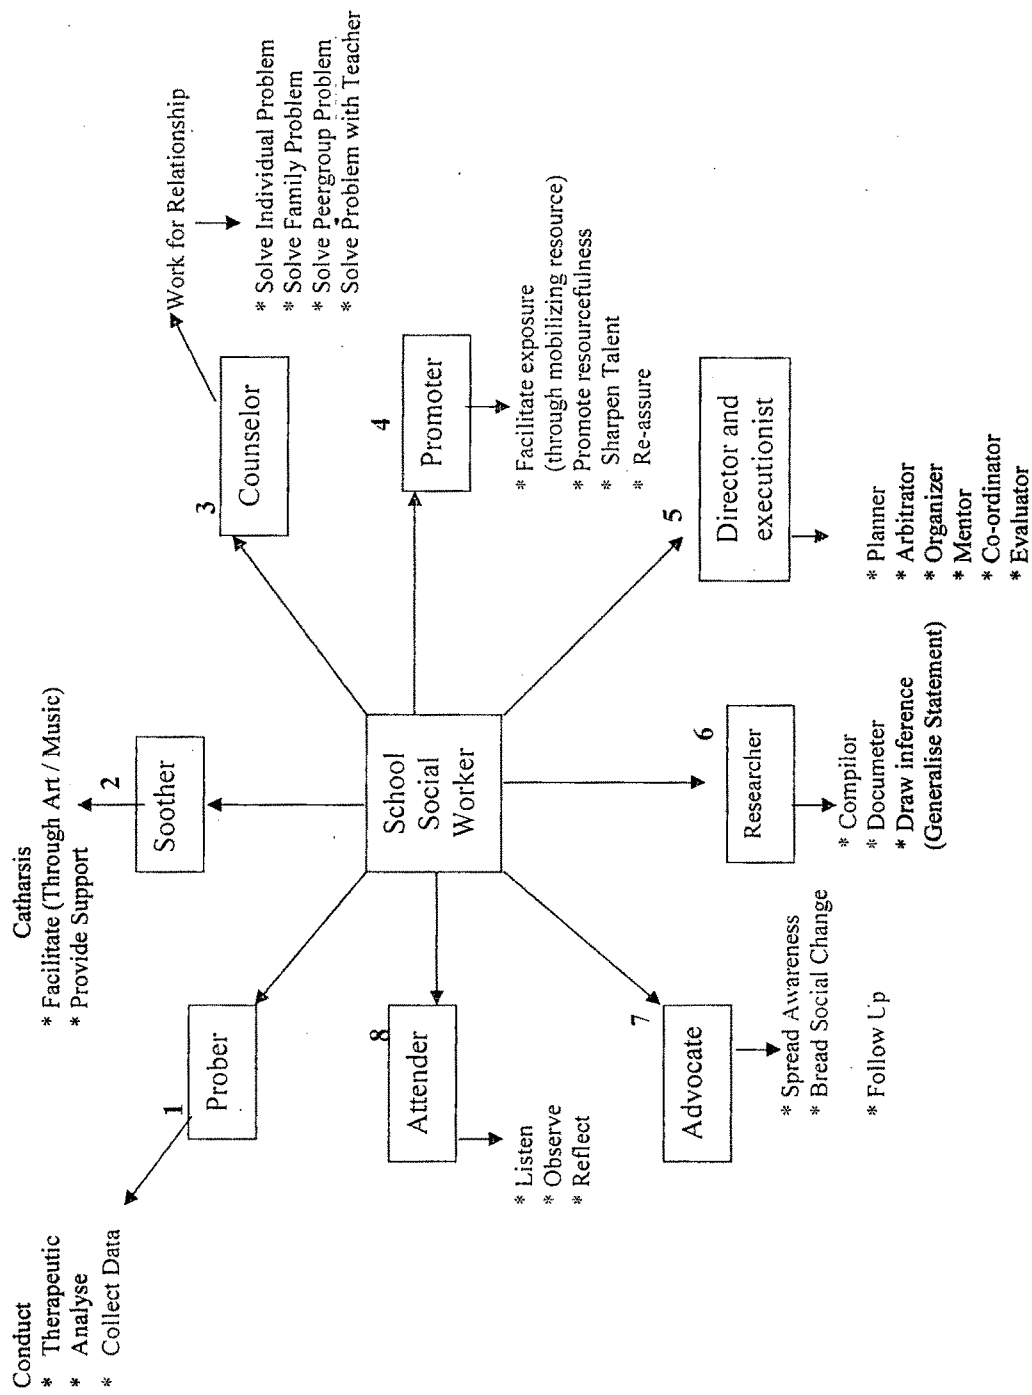 Conduct
* Therapeutic
* Analyse
* Collect Data
1
Prober
Catharsis
* Facilitate (Through Art / Music)
* Provide Support
2
Soother
3
Counselor
Work for Relationship
* Solve Individual Problem
* Solve Family Problem
* Solve Peergroup Problem
* Solve Problem with Teacher
8
Attender
* Listen
* Observe
* Reflect
School
Social
Worker
4
Promoter
* Facilitate exposure
(through mobilizing resource)
* Promote resourcefulness
* Sharpen Talent
* Re-assure
7
Advocate
* Spread Awareness
* Bread Social Change
* Follow Up
6
Researcher
* Compilor
* Documeter
* Draw inference
(Generalise Statement)
5
Director and
executionist
* Planner
* Arbitrator
* Organizer
* Mentor
* Co-ordinator
* Evaluator